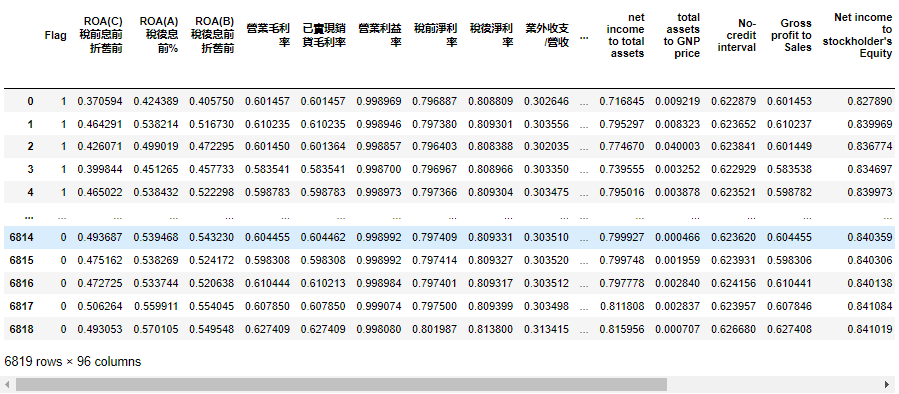 Flag ROA(C) 稅前息前折舊前 ROA(A) 稅後息前% ROA(B) 稅後息前折舊前 營業毛利率 已實現銷貨毛利率 營業利益率 稅前淨利率 稅後淨利率 業外收支/營收 ... net income to total assets total assets to GNP price No-credit interval Gross profit to Sales Net income to stockholder's Equity
0 1 0.370594 0.424389 0.405750 0.601457 0.601457 0.998969 0.796887 0.808809 0.302646 ... 0.716845 0.009219 0.622879 0.601453 0.827890
1 1 0.464291 0.538214 0.516730 0.610235 0.610235 0.998946 0.797380 0.809301 0.303556 ... 0.795297 0.008323 0.623652 0.610237 0.839969
2 1 0.426071 0.499019 0.472295 0.601450 0.601364 0.998857 0.796403 0.808388 0.302035 ... 0.774670 0.040003 0.623841 0.601449 0.836774
3 1 0.399844 0.451265 0.457733 0.583541 0.583541 0.998700 0.796967 0.808966 0.303350 ... 0.739555 0.003252 0.622929 0.583538 0.834697
4 1 0.465022 0.538432 0.522298 0.598783 0.598783 0.998973 0.797366 0.809304 0.303475 ... 0.795016 0.003878 0.623521 0.598782 0.839973
... ... ... ... ... ... ... ... ... ... ... ... ... ... ... ... ...
6814 0 0.493687 0.539468 0.543230 0.604455 0.604462 0.998992 0.797409 0.809331 0.303510 ... 0.799927 0.000466 0.623620 0.604455 0.840359
6815 0 0.475162 0.538269 0.524172 0.598308 0.598308 0.998992 0.797414 0.809327 0.303520 ... 0.799748 0.001959 0.623931 0.598306 0.840306
6816 0 0.472725 0.533744 0.520638 0.610444 0.610213 0.998984 0.797401 0.809317 0.303512 ... 0.797778 0.002840 0.624156 0.610441 0.840138
6817 0 0.506264 0.559911 0.554045 0.607850 0.607850 0.999074 0.797500 0.809399 0.303498 ... 0.811808 0.002837 0.623957 0.607846 0.841084
6818 0 0.493053 0.570105 0.549548 0.627409 0.627409 0.998080 0.801987 0.813800 0.313415 ... 0.815956 0.000707 0.626680 0.627408 0.841019
6819 rows × 96 columns